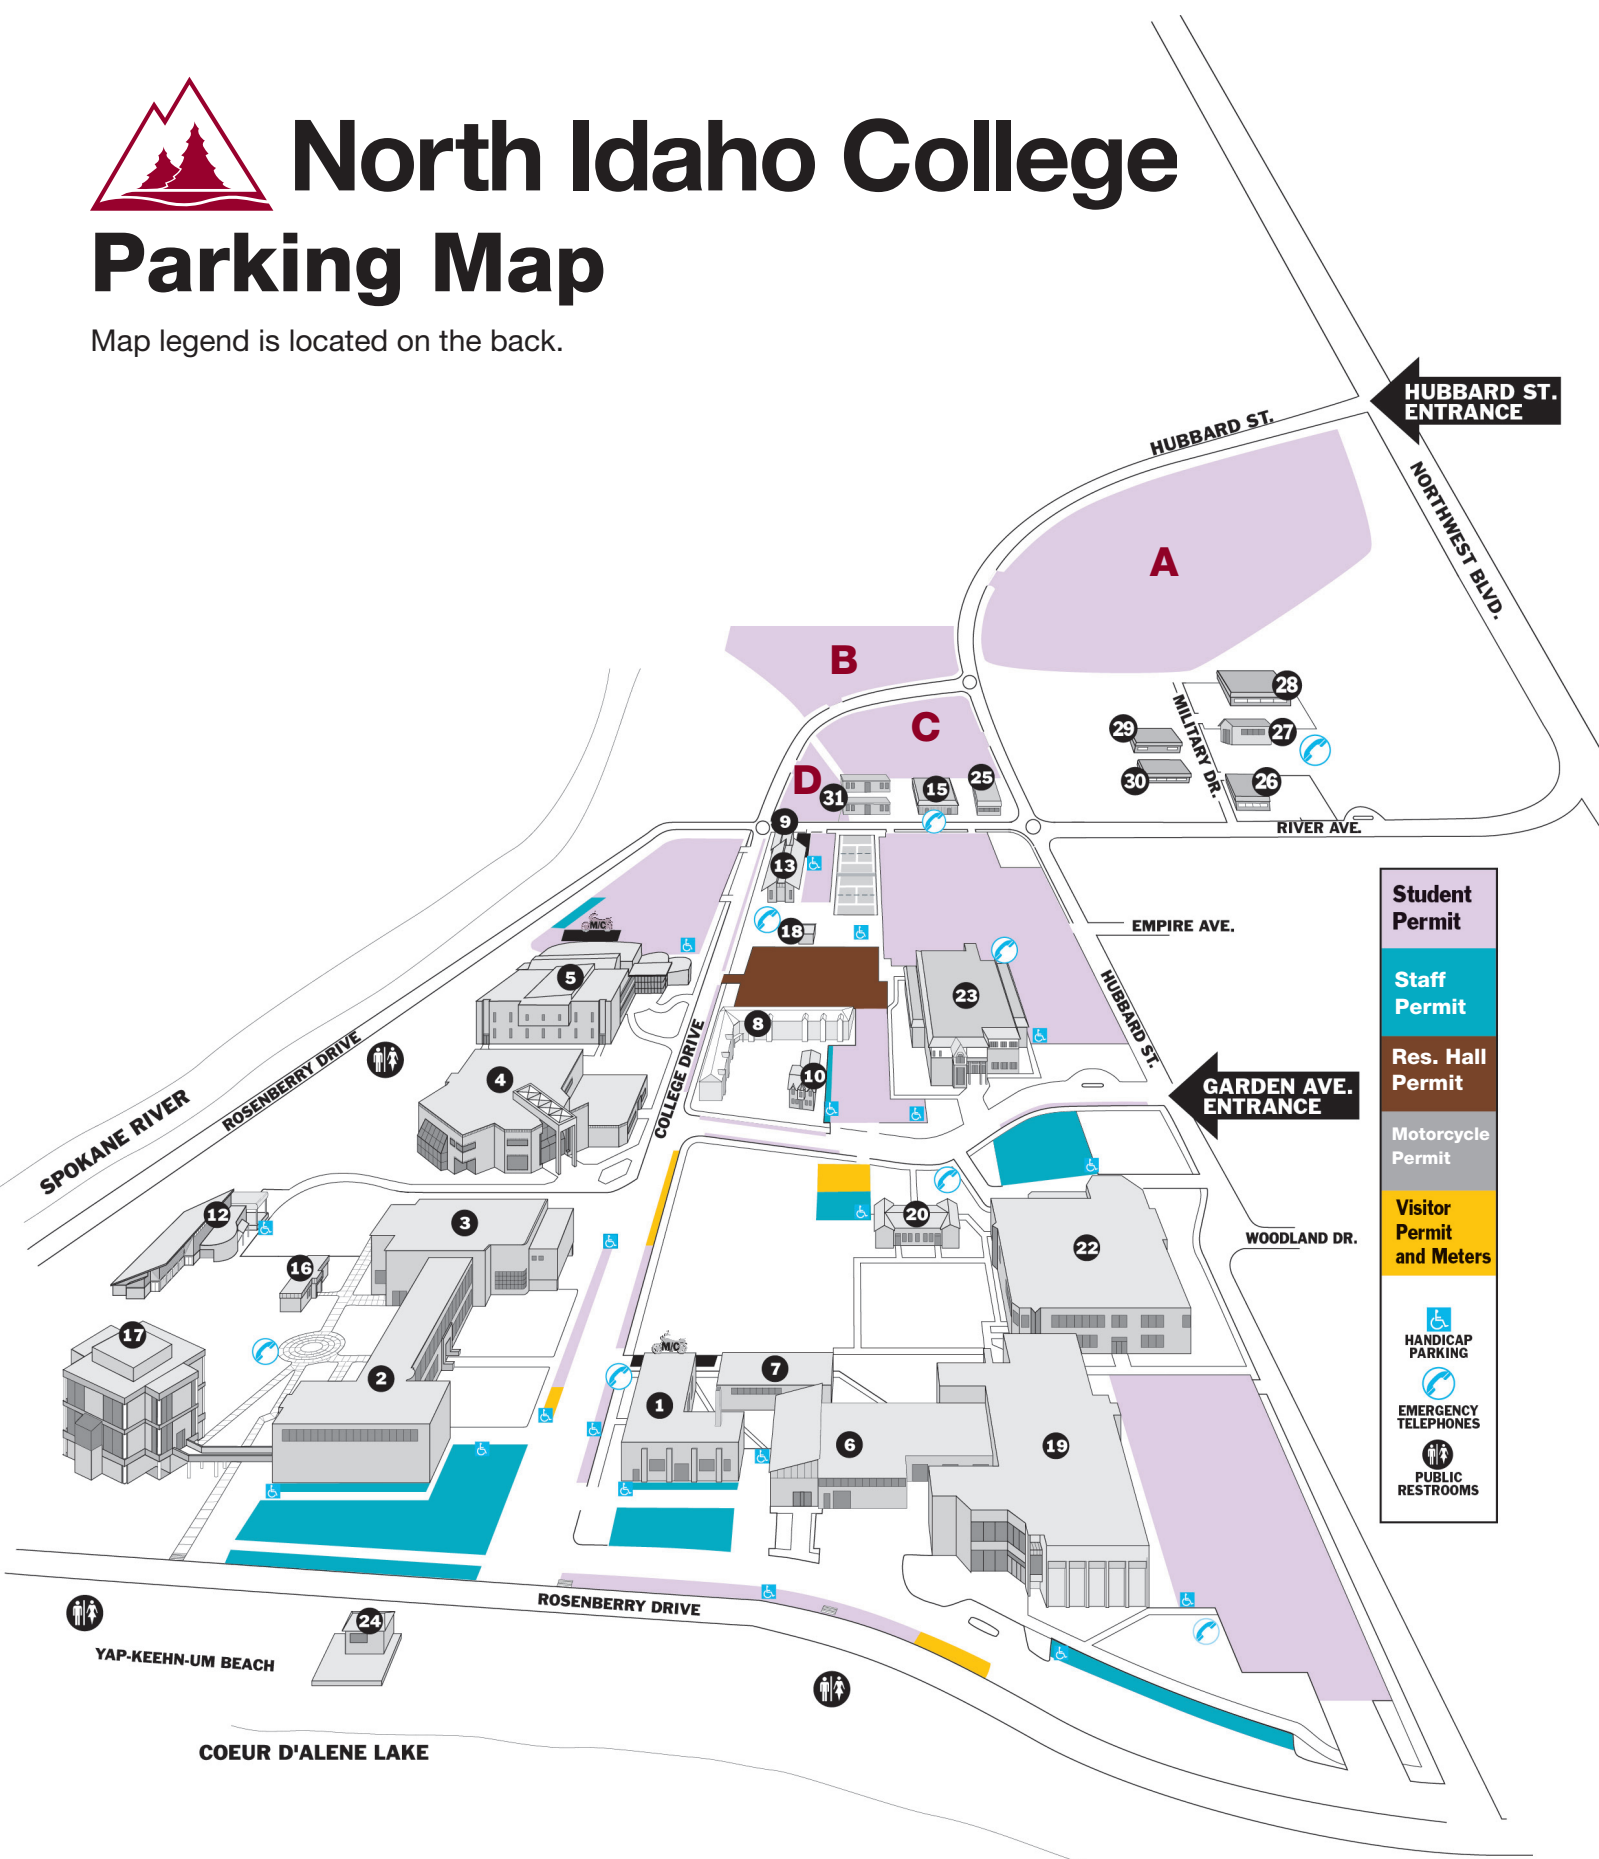 North Idaho College
Parking Map
Map legend is located on the back.
HUBBARD ST.
ENTRANCE
HUBBARD ST.
NORTHWEST BLVD.
A
B
C
D
28
27
29
30
26
MILITARY DR.
31
15
25
9
13
RIVER AVE.
EMPIRE AVE.
M/C
18
5
23
HUBBARD ST.
8
10
4
COLLEGE DRIVE
ROSENBERRY DRIVE
SPOKANE RIVER
GARDEN AVE.
ENTRANCE
WOODLAND DR.
12
3
20
22
16
17
2
M/C
7
1
6
19
ROSENBERRY DRIVE
24
YAP-KEEHN-UM BEACH
COEUR D'ALENE LAKE
Student
Permit
Staff
Permit
Res. Hall
Permit
Motorcycle
Permit
Visitor
Permit
and Meters
HANDICAP
PARKING
EMERGENCY
TELEPHONES
PUBLIC
RESTROOMS